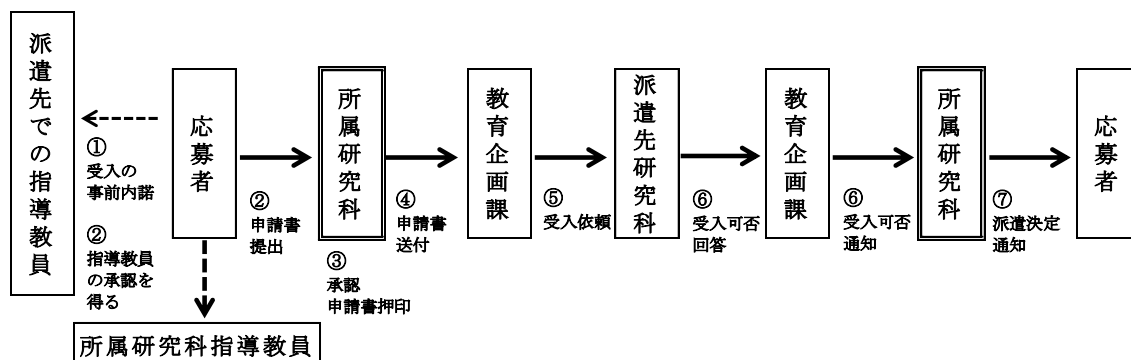 派遣先での指導教員
①
受入の
事前内諾
②
指導教員
の承認を
得る
応募者
所属研究科指導教員
②
申請書
提出
所属研究科
③
承認
申請書押印
④
申請書
送付
教育企画課
⑤
受入依頼
派遣先研究科
⑥
受入可否
回答
教育企画課
⑥
受入可否
通知
所属研究科
⑦
派遣決定
通知
応募者